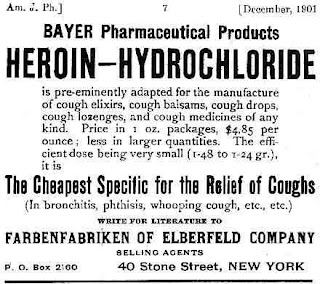 Am. J. Ph.] 7 [December, 1901
BAYER Pharmaceutical Products
HEROIN—HYDROCHLORIDE
is pre-eminently adapted for the manufacture
of cough elixirs, cough balsams, cough drops,
cough lozenges, and cough medicines of any
kind. Price in 1 oz. packages, $4.85 per
ounce; less in larger quantities. The effi-
cient dose being very small (1-48 to 1-24 gr.),
it is
The Cheapest Specific for the Relief of Coughs
(In bronchitis, phthisis, whooping cough, etc., etc.)
WRITE FOR LITERATURE TO
FARBENFABRIKEN OF ELBERFELD COMPANY
SELLING AGENTS
P. O. Box 2160 40 Stone Street, NEW YORK